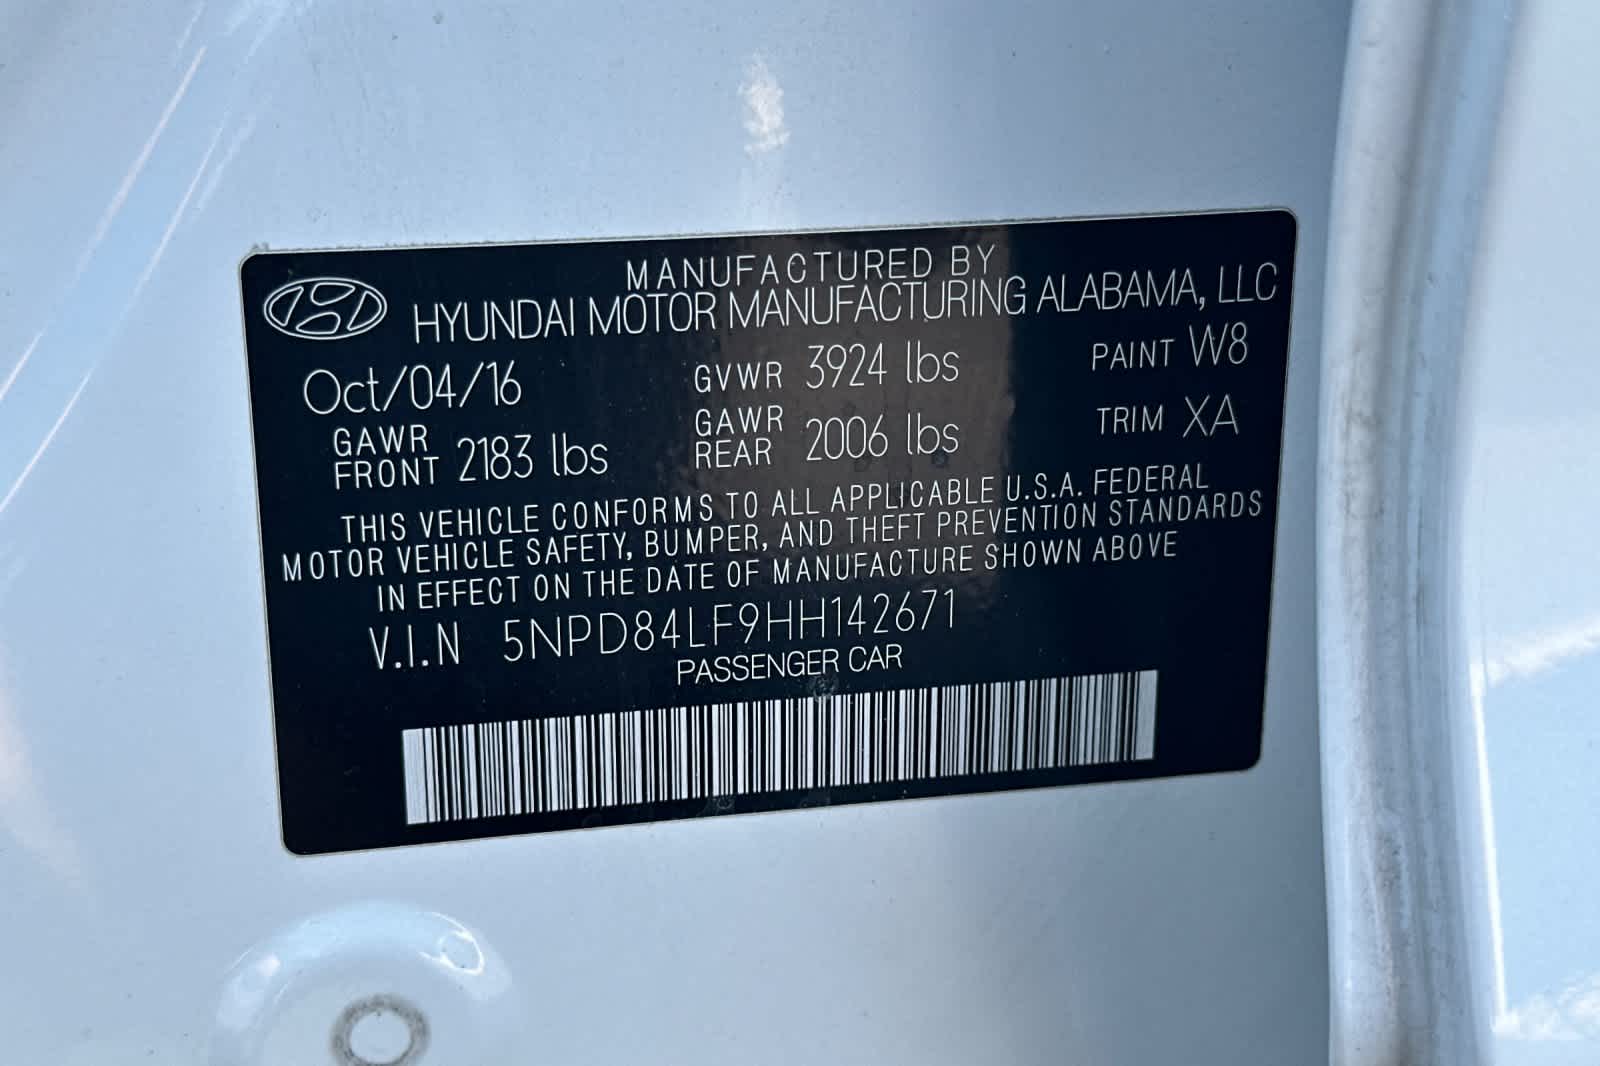 MANUFACTURED BY
HYUNDAI MOTOR MANUFACTURING ALABAMA, LLC
Oct/04/16 GVWR 3924 lbs PAINT W8
GAWR FRONT 2183 lbs GAWR REAR 2006 lbs TRIM XA
THIS VEHICLE CONFORMS TO ALL APPLICABLE U.S.A. FEDERAL
MOTOR VEHICLE SAFETY, BUMPER, AND THEFT PREVENTION STANDARDS
IN EFFECT ON THE DATE OF MANUFACTURE SHOWN ABOVE
V.I.N 5NPD84LF9HH142671
PASSENGER CAR